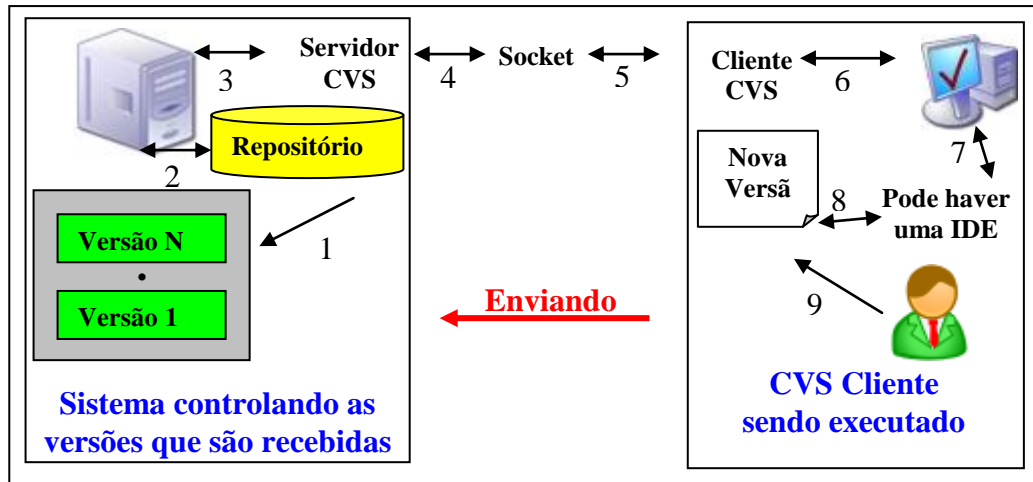 Servidor
CVS
3
4
Socket
5
Cliente
CVS
6
Repositório
2
Nova
Versã
7
8
Pode haver
uma IDE
1
Versão N
.
Versão 1
Enviando
9
Sistema controlando as
versões que são recebidas
CVS Cliente
sendo executado